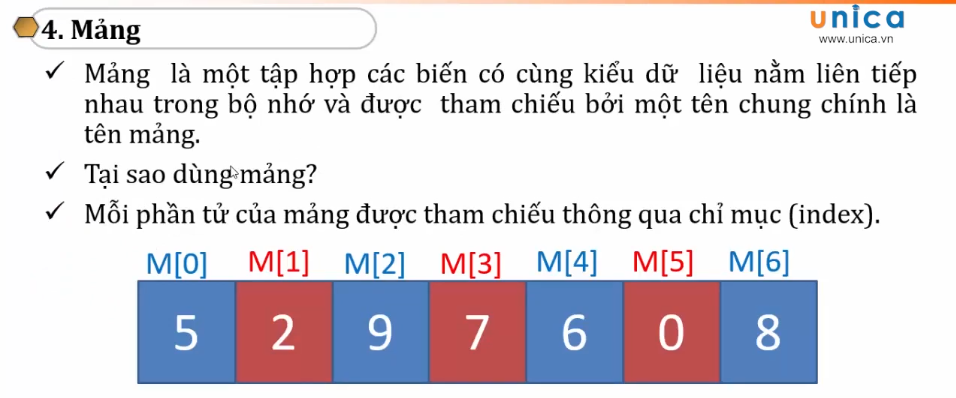 4. Mảng
unica
www.unica.vn
✓ Mảng là một tập hợp các biến có cùng kiểu dữ liệu nằm liên tiếp
nhau trong bộ nhớ và được tham chiếu bởi một tên chung chính là
tên mảng.
✓ Tại sao dùng mảng?
✓ Mỗi phần tử của mảng được tham chiếu thông qua chỉ mục (index).
M[0] M[1] M[2] M[3] M[4] M[5] M[6]
5 2 9 7 6 0 8